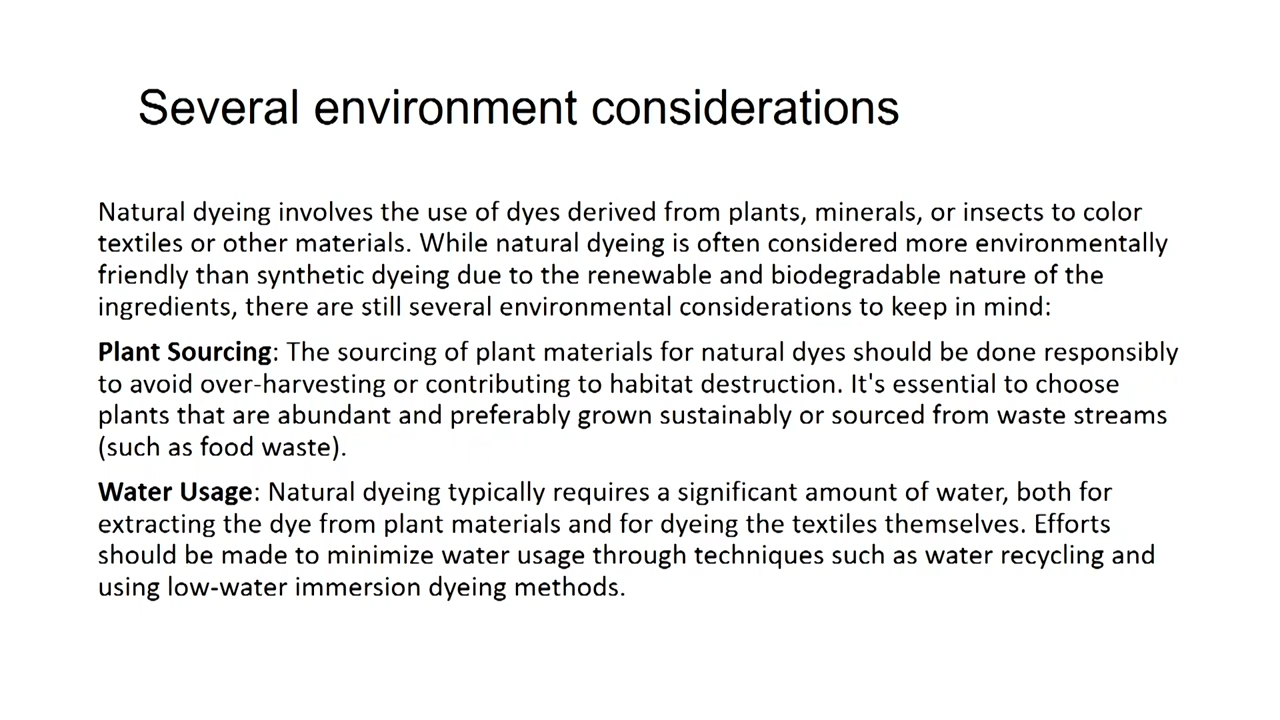 Several environment considerations
Natural dyeing involves the use of dyes derived from plants, minerals, or insects to color
textiles or other materials. While natural dyeing is often considered more environmentally
friendly than synthetic dyeing due to the renewable and biodegradable nature of the
ingredients, there are still several environmental considerations to keep in mind:
Plant Sourcing: The sourcing of plant materials for natural dyes should be done responsibly
to avoid over-harvesting or contributing to habitat destruction. It's essential to choose
plants that are abundant and preferably grown sustainably or sourced from waste streams
(such as food waste).
Water Usage: Natural dyeing typically requires a significant amount of water, both for
extracting the dye from plant materials and for dyeing the textiles themselves. Efforts
should be made to minimize water usage through techniques such as water recycling and
using low-water immersion dyeing methods.